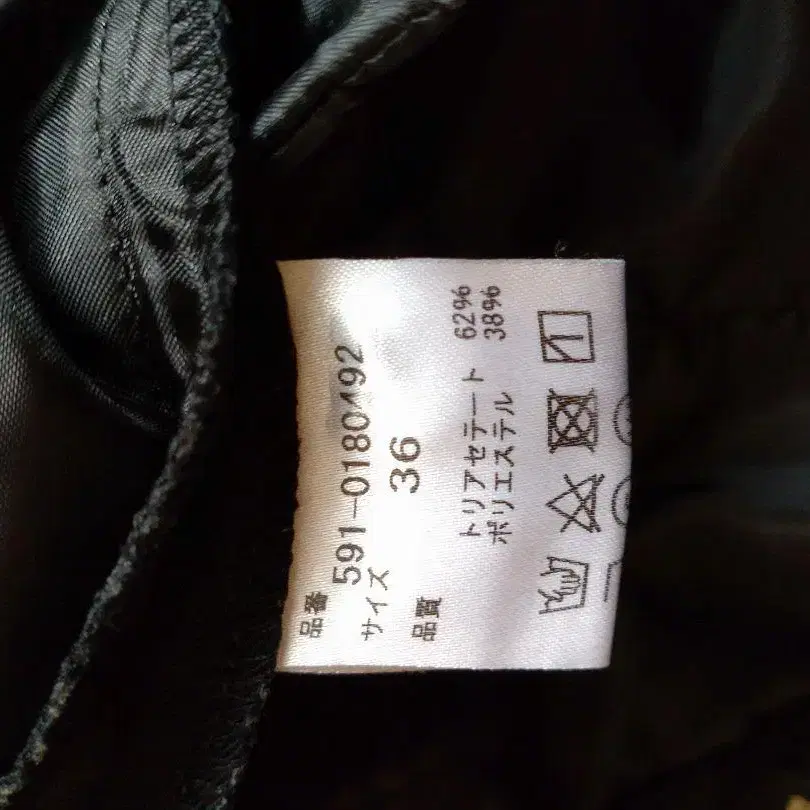 品番 591-0180492
サイズ
36
品質
トリアセテート 62%
ポリエステル 38%